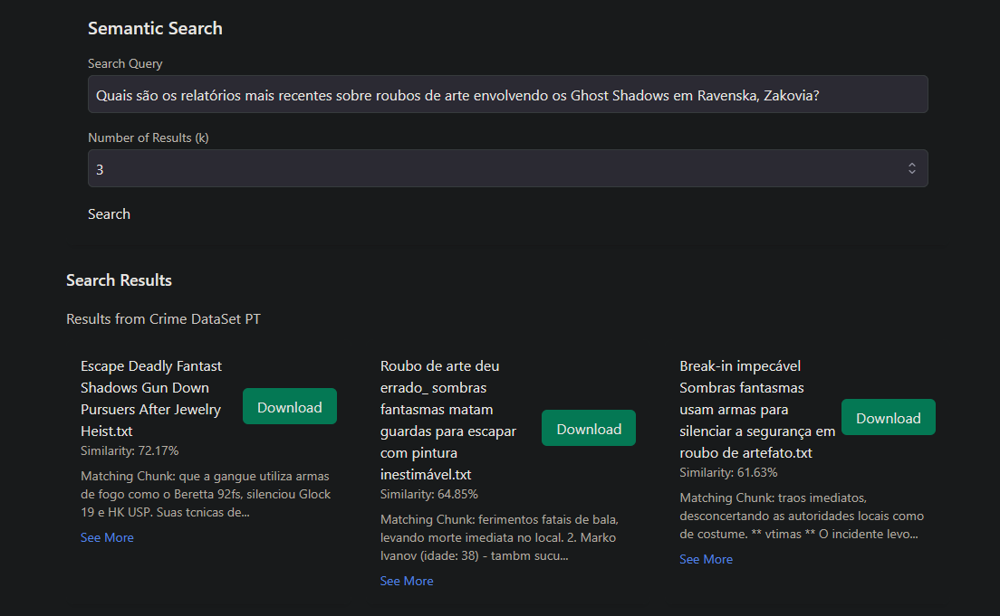 Semantic Search
Search Query
Quais são os relatórios mais recentes sobre roubos de arte envolvendo os Ghost Shadows em Ravenska, Zakovia?
Number of Results (k)
3
Search
Search Results
Results from Crime DataSet PT
Escape Deadly Fantast
Shadows Gun Down
Pursuers After Jewelry
Heist.txt
Download
Similarity: 72.17%
Matching Chunk: que a gangue utiliza armas
de fogo como o Beretta 92fs, silenciou Glock
19 e HK USP. Suas tcnicas de...
See More
Roubo de arte deu
errado_ sombras
fantasmas matam
guardas para escapar
com pintura
inestimável.txt
Download
Similarity: 64.85%
Matching Chunk: ferimentos fatais de bala,
levando morte imediata no local. 2. Marko
Ivanov (idade: 38) - tambm sucu...
See More
Break-in impecável
Sombras fantasmas
usam armas para
silenciar a segurança em
roubo de artefato.txt
Download
Similarity: 61.63%
Matching Chunk: traos imediatos,
desconcertando as autoridades locais como
de costume. ** vtimas ** O incidente levo...
See More